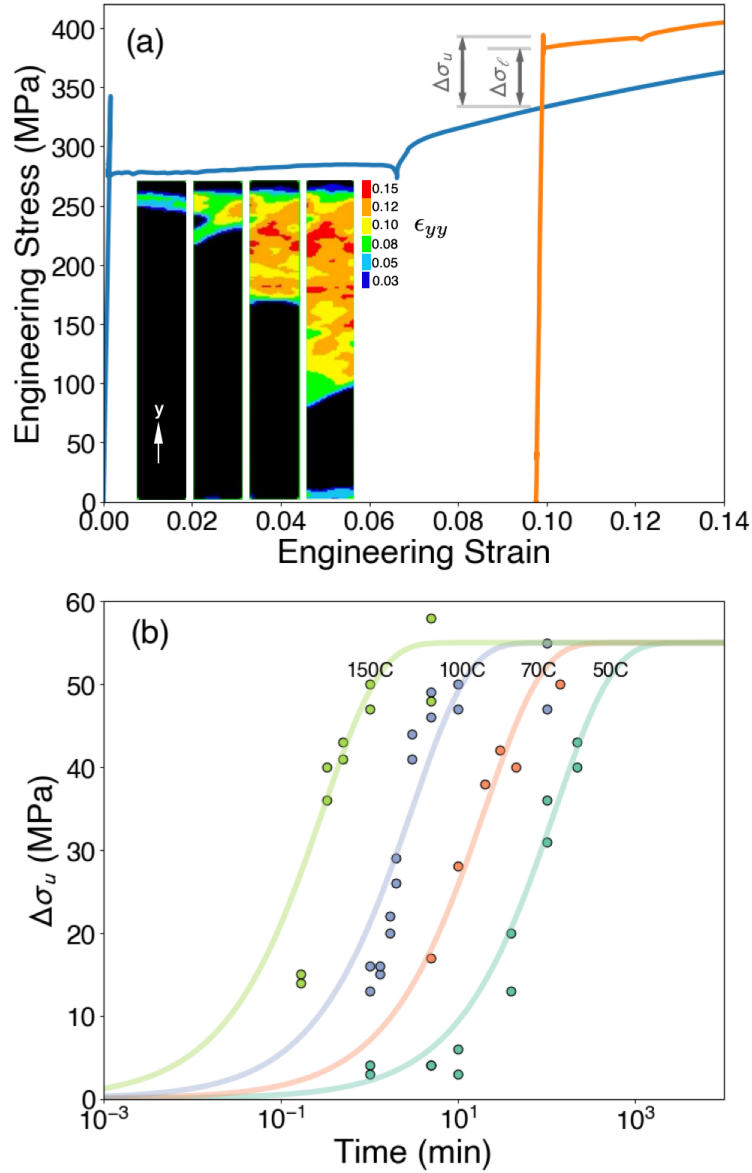 (a)
Engineering Stress (MPa)
400
350
300
250
200
150
100
50
0
Δσᵤ
Δσℓ
0.15
0.12
0.10
0.08
0.05
0.03
ϵyy
y
0.00 0.02 0.04 0.06 0.08 0.10 0.12 0.14
Engineering Strain
(b)
Δσᵤ (MPa)
60
50
40
30
20
10
0
150C 100C 70C 50C
10⁻³ 10⁻¹ 10¹ 10³
Time (min)